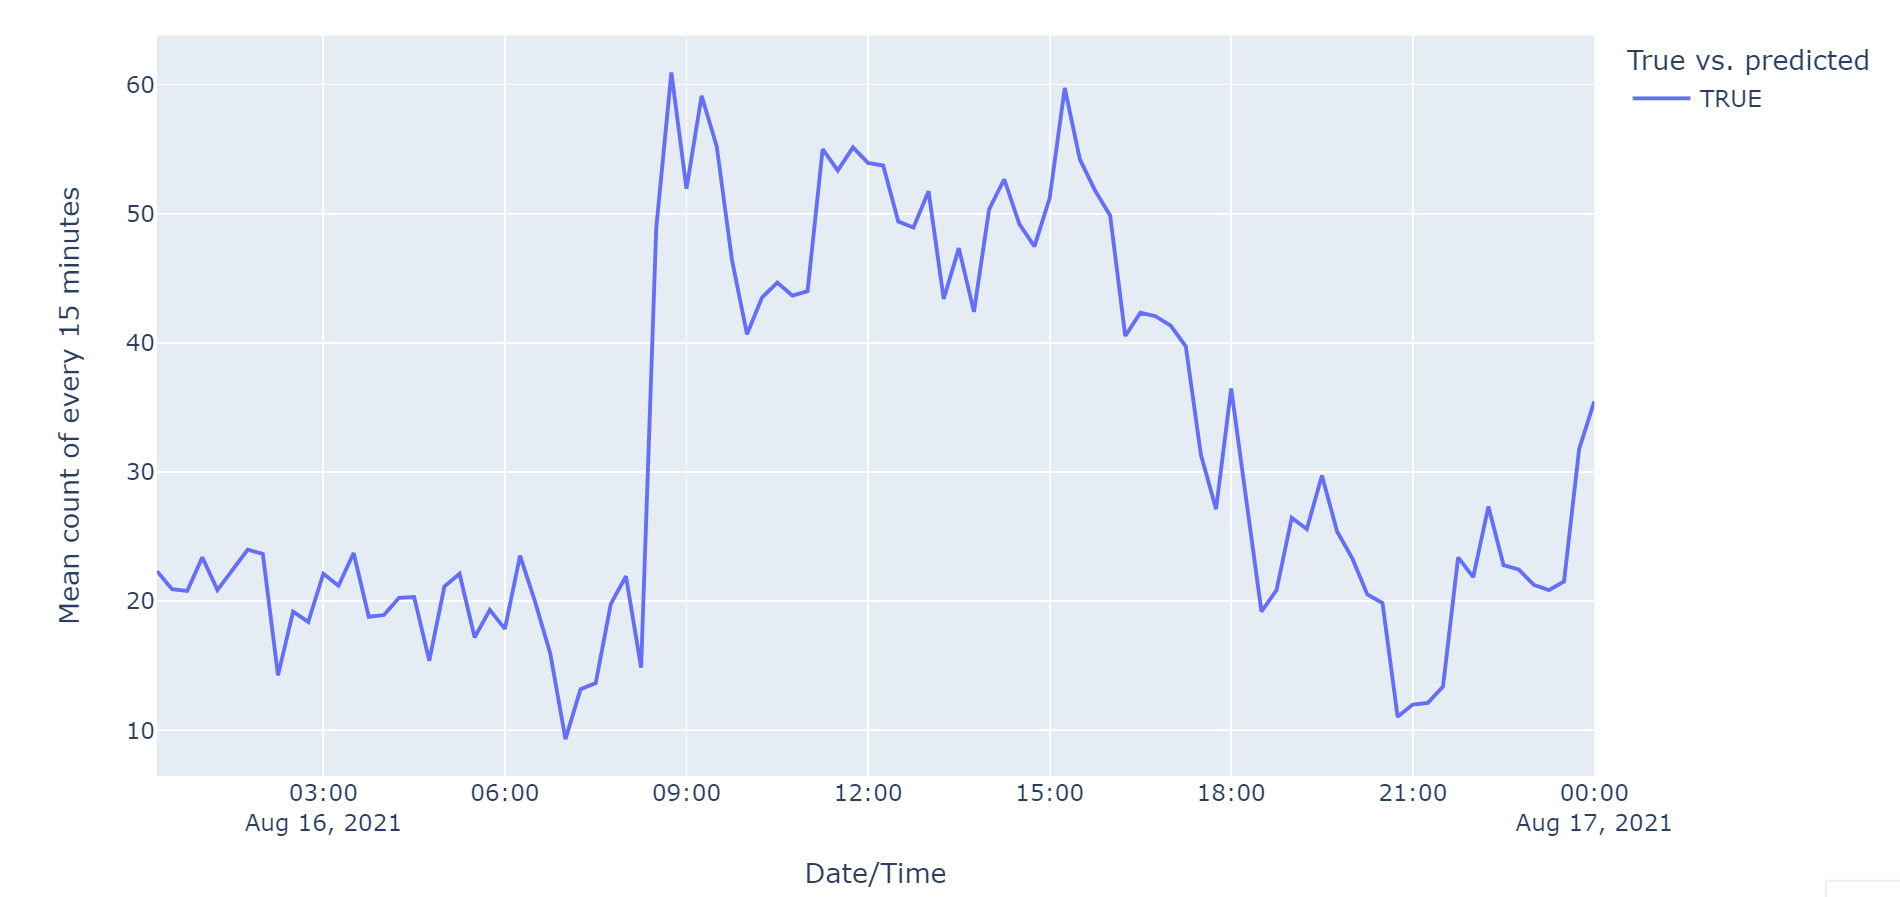 True vs. predicted
TRUE
Mean count of every 15 minutes
60
50
40
30
20
10
03:00
06:00
09:00
12:00
15:00
18:00
21:00
00:00
Aug 16, 2021
Aug 17, 2021
Date/Time